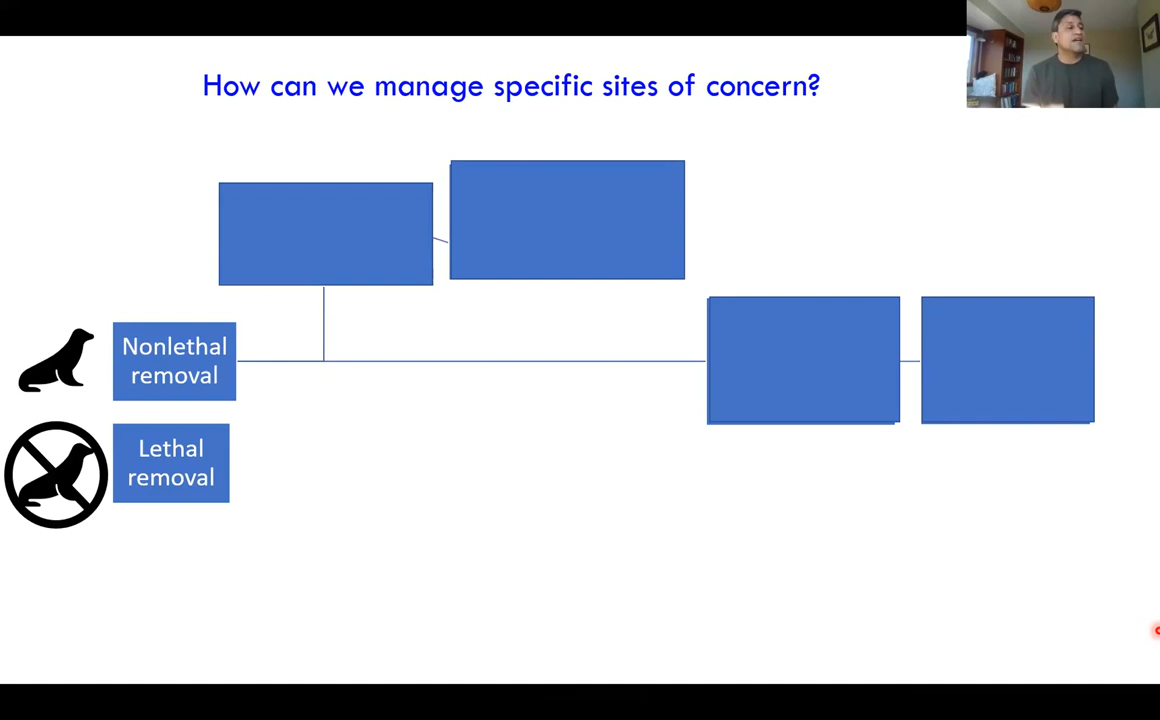 How can we manage specific sites of concern?
Nonlethal
removal
Lethal
removal